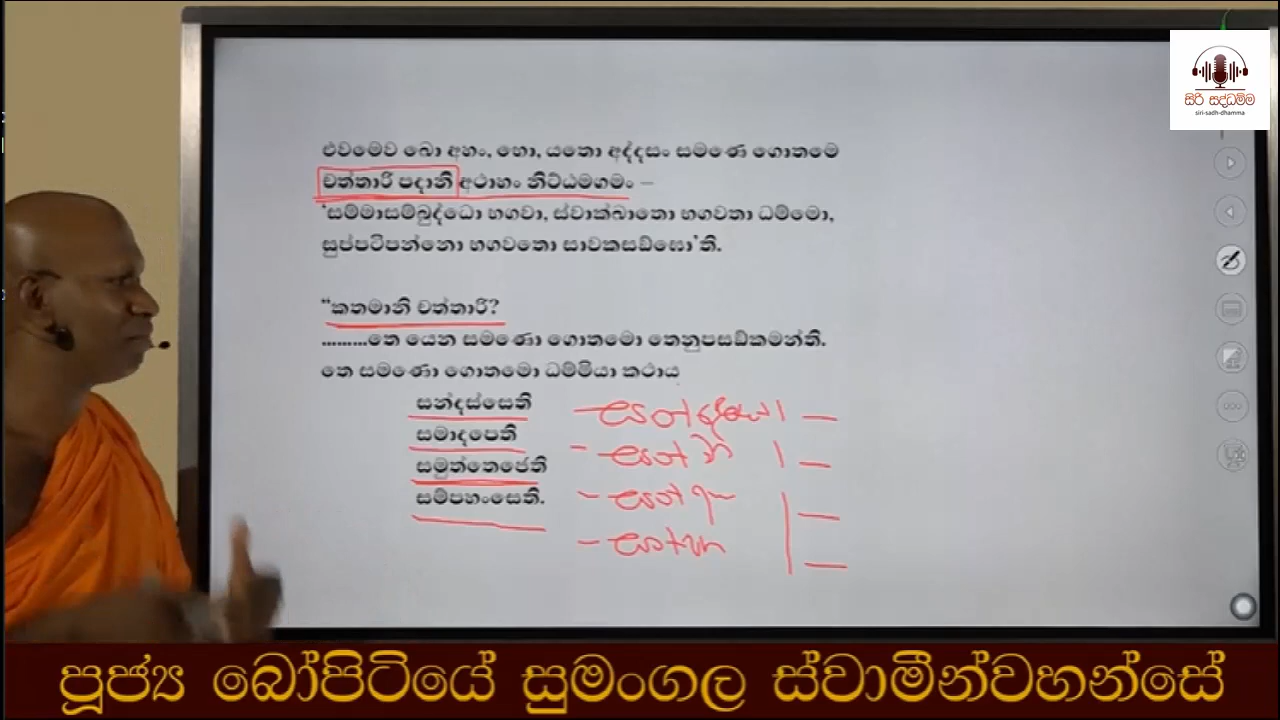 සිරි සද්ධම්ම
siri-sadh-dhamma
එවමෙව ඛො අහං, භො, යතො අද්දසං සමණෙ ගොතමෙ
චත්තාරි පදානි අථාහං නිට්ඨමගමං –
‘සම්මාසම්බුද්ධො භගවා, ස්වාක්ඛාතො භගවතා ධම්මො,
සුප්පටිපන්නො භගවතො සාවකසඞ්ඝො’ති.
“කතමානි චත්තාරි?
.........තෙ යෙන සමණො ගොතමො තෙනුපසඞ්කමන්ති.
තෙ සමණො ගොතමො ධම්මියා කථාය
සන්දස්සෙති
සමාදපෙති
සමුත්තෙජෙති
සම්පහංසෙති.
පූජ්‍ය බෝපිටියේ සුමංගල ස්වාමීන්වහන්සේ